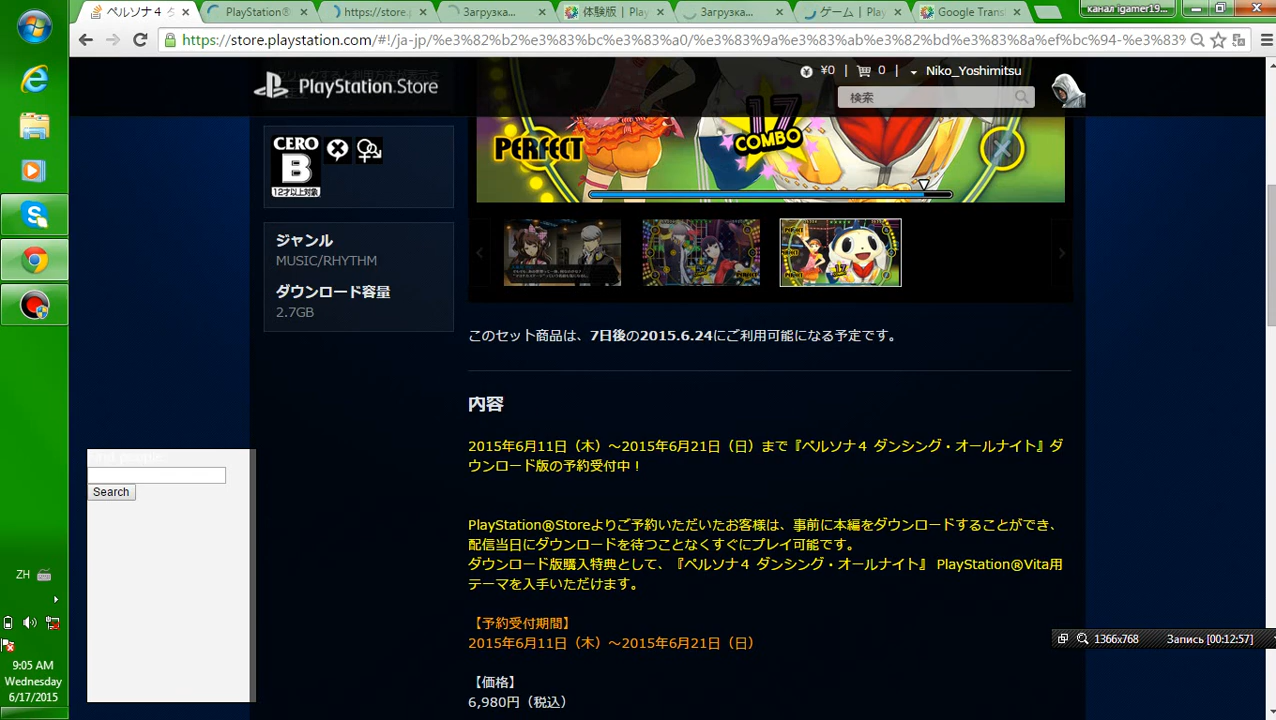 ペルソナ４ ダ
PlayStation®
https://store.p
Загрузка...
体験版 | Play
Загрузка...
ゲーム | Play
Google Trans
канал igamer19...
https://store.playstation.com/#!/ja-jp/%e3%82%b2%e3%83%bc%e3%83%a0/%e3%83%9a%e3%83%ab%e3%82%bd%e3%83%8a%ef%bc%94-%e3%83%9
PlayStation®Store
¥0 | 0 | Niko_Yoshimitsu
検索
17
COMBO
PERFECT
CERO
B
12才以上対象
ジャンル
MUSIC/RHYTHM
ダウンロード容量
2.7GB
このセット商品は、7日後の2015.6.24にご利用可能になる予定です。
内容
2015年6月11日（木）～2015年6月21日（日）まで『ペルソナ４ ダンシング・オールナイト』ダ
ウンロード版の予約受付中！
PlayStation®Storeよりご予約いただいたお客様は、事前に本編をダウンロードすることができ、
配信当日にダウンロードを待つことなくすぐにプレイ可能です。
ダウンロード版購入特典として、『ペルソナ４ ダンシング・オールナイト』 PlayStation®Vita用
テーマを入手いただけます。
【予約受付期間】
2015年6月11日（木）～2015年6月21日（日）
【価格】
6,980円（税込）
Search
ZH
9:05 AM
Wednesday
6/17/2015
1366x768 Запись [00:12:57]